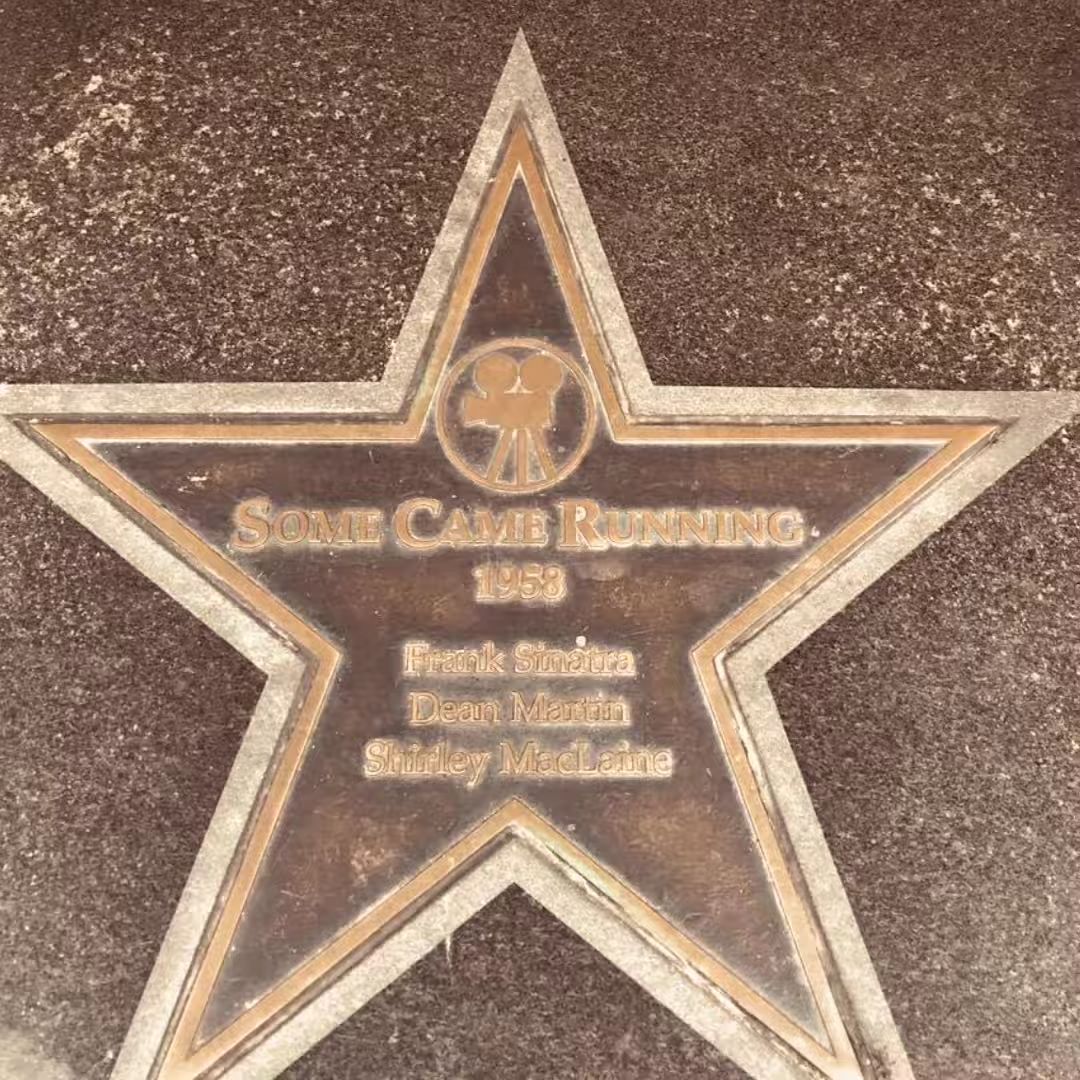 SOME CAME RUNNING
1958
Frank Sinatra
Dean Martin
Shirley MacLaine